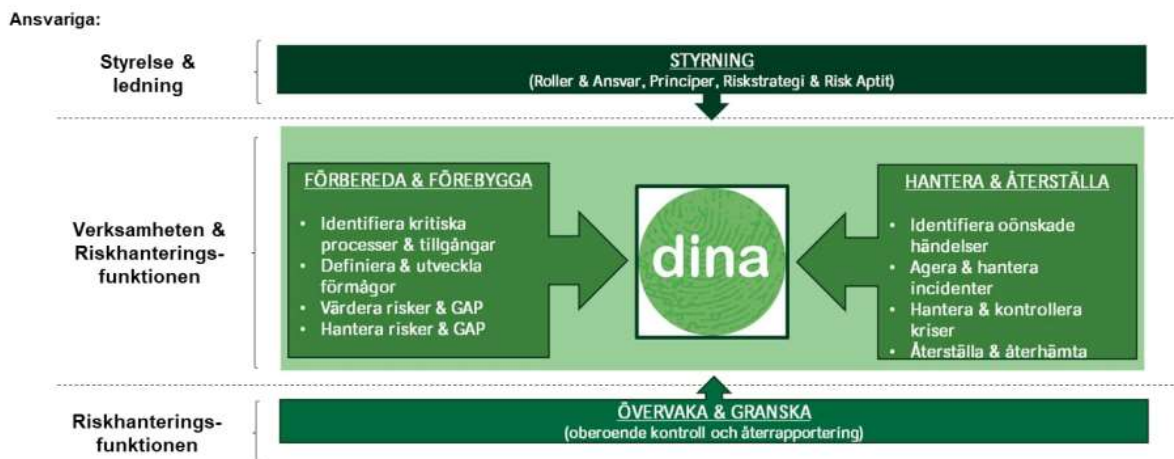 Ansvariga:
Styrelse &
ledning
STYRNING
(Roller & Ansvar, Principer, Riskstrategi & Risk Aptit)
Verksamheten &
Riskhanterings-
funktionen
FÖRBEREDA & FÖREBYGGA
• Identifiera kritiska
processer & tillgångar
• Definiera & utveckla
förmågor
• Värdera risker & GAP
• Hantera risker & GAP
dina
HANTERA & ÅTERSTÄLLA
• Identifiera oönskade
händelser
• Agera & hantera
incidenter
• Hantera & kontrollera
kriser
• Återställa & återhämta
Riskhanterings-
funktionen
ÖVERVAKA & GRANSKA
(oberoende kontroll och återrapportering)